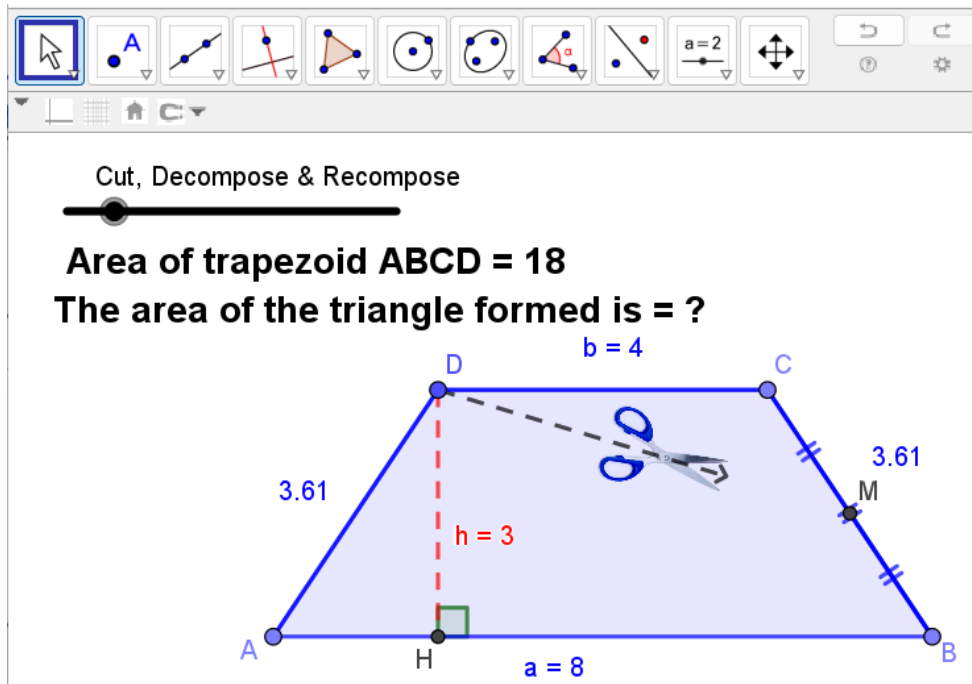 A
α
a = 2
Cut, Decompose & Recompose
Area of trapezoid ABCD = 18
The area of the triangle formed is = ?
b = 4
D
C
3.61
3.61
M
h = 3
A
H
B
a = 8